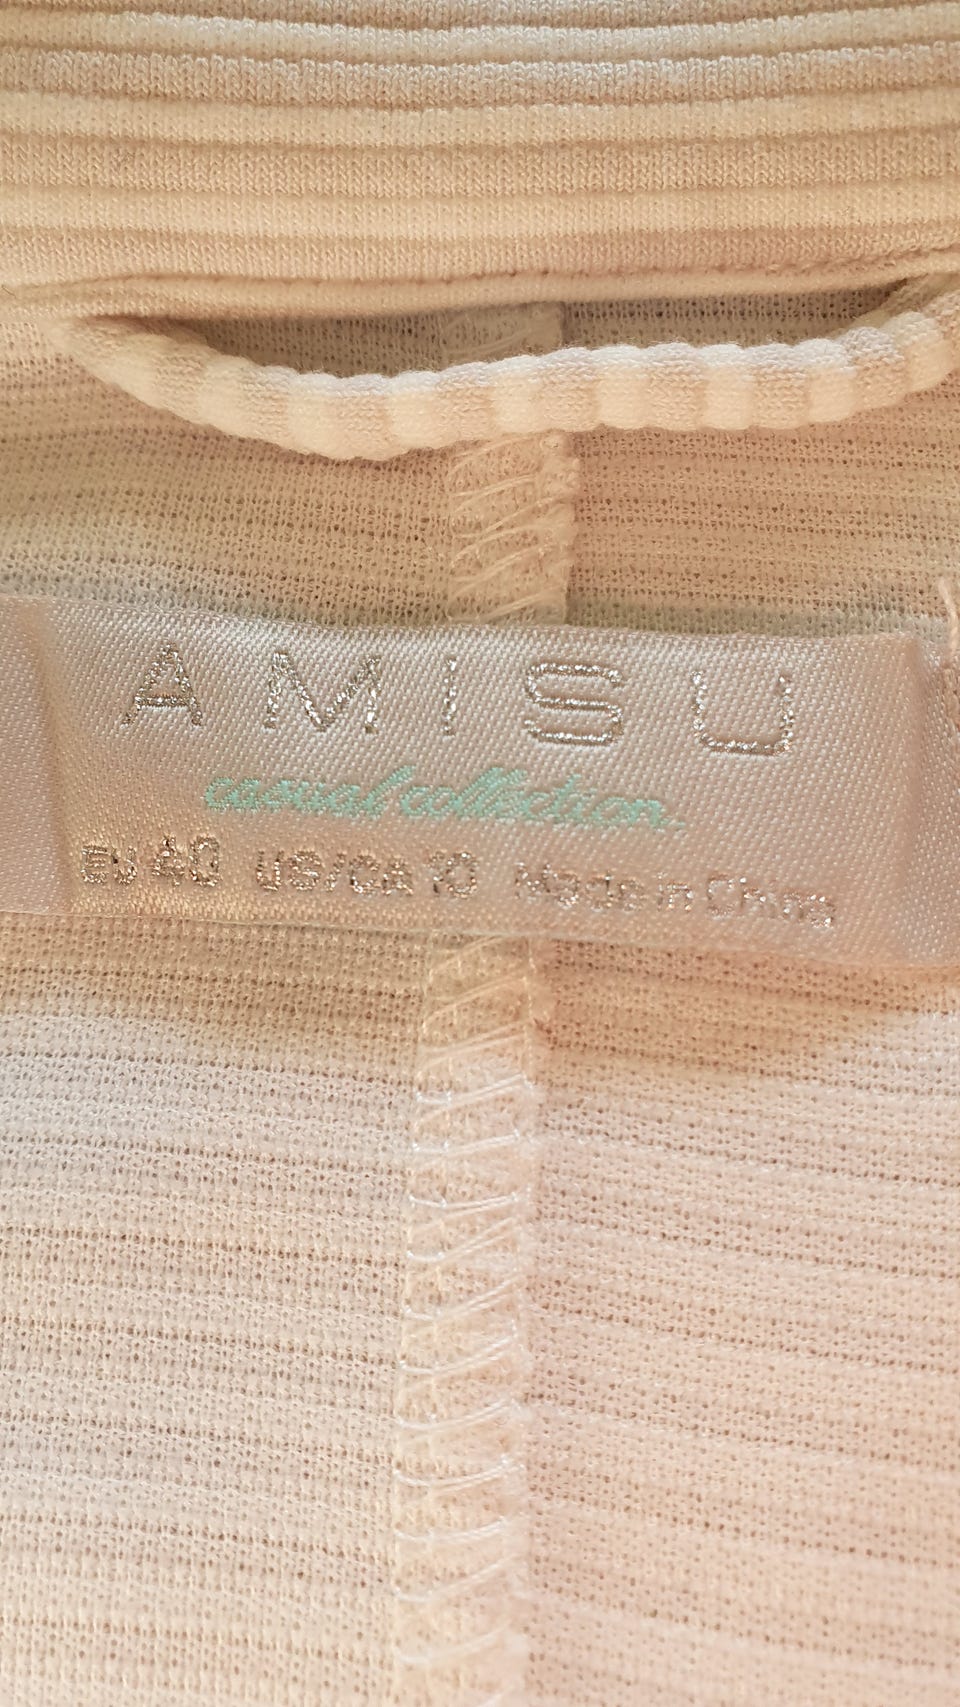 AMISU
casual collection.
EU 40 US/CA 10 Made in China